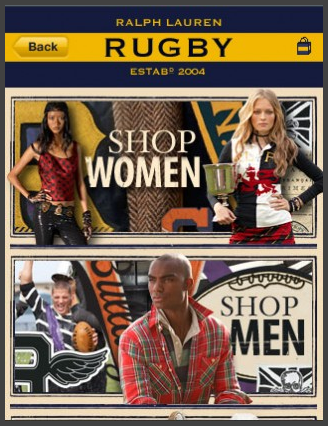 RALPH LAUREN
Back
RUGBY
ESTABº 2004
SHOP
WOMEN
SHOP
MEN